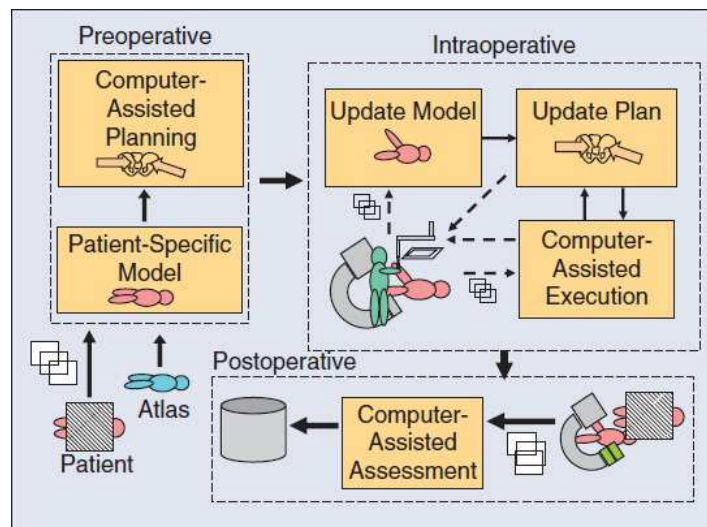 Preoperative
Computer-
Assisted
Planning
Patient-Specific
Model
Atlas
Patient
Intraoperative
Update Model
Update Plan
Computer-
Assisted
Execution
Postoperative
Computer-
Assisted
Assessment